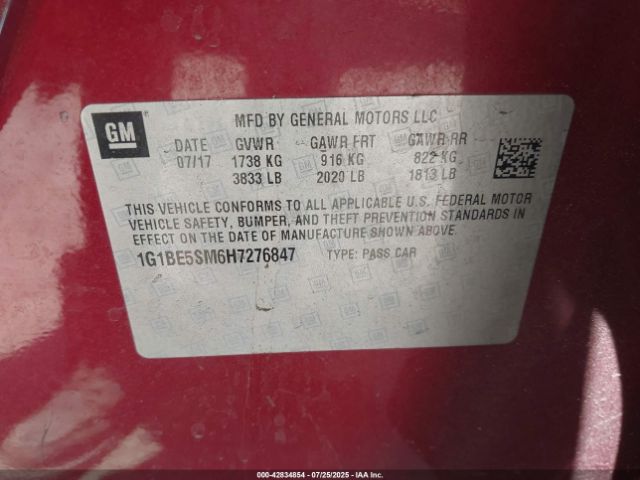 GM
MFD BY GENERAL MOTORS LLC
DATE GVWR GAWR FRT GAWR RR
07/17 1738 KG 916 KG 822 KG
3833 LB 2020 LB 1813 LB
THIS VEHICLE CONFORMS TO ALL APPLICABLE U.S. FEDERAL MOTOR
VEHICLE SAFETY, BUMPER, AND THEFT PREVENTION STANDARDS IN
EFFECT ON THE DATE OF MANUFACTURE SHOWN ABOVE.
1G1BE5SM6H7276847 TYPE: PASS CAR
000-42834854 | 07/25/2025 | IAA Inc.